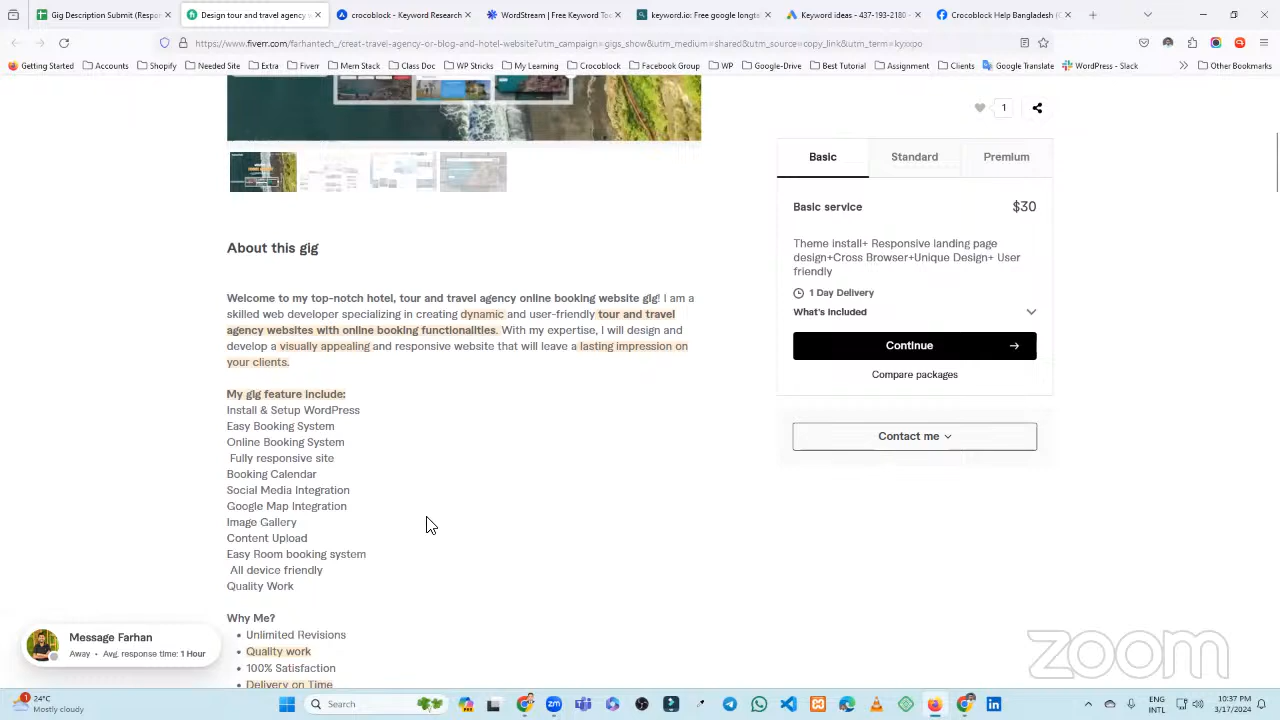 Gig Information Submit (Respon
Design tour and travel agency w
crocoblock - Keyword Research
WordStream | Free Keyword Too
keywords: Free google keyword
Keyword ideas - 437-193-2180 -
Crocoblock Help Bangladesh (C
https://www.fiverr.com/farhantech_/creat-travel-agency-or-blog-and-hotel-website?utm_campaign=gigs_show&utm_medium=shared&utm_source
Getting Started
Accounts
Shopify
Needed Site
Extra
Fiverr
Mem Stack
Class Doc
WP Stricks
My Learning
Crocoblock
Facebook Group
WP
Google-Drive
Block Tutorial
Assignment
Cients
Google Translate
WordPress - Slack
Other Bookmarks
1
Basic
Standard
Premium
Basic service
$30
Theme install+ Responsive landing page
design+Cross Browser+Unique Design+ User
friendly
1 Day Delivery
What's Included
Continue
Compare packages
Contact me
About this gig
Welcome to my top-notch hotel, tour and travel agency online booking website gig! I am a
skilled web developer specializing in creating dynamic and user-friendly tour and travel
agency websites with online booking functionalities. With my expertise, I will design and
develop a visually appealing and responsive website that will leave a lasting impression on
your clients.
My gig feature include:
Install & Setup WordPress
Easy Booking System
Online Booking System
Fully responsive site
Booking Calendar
Social Media Integration
Google Map Integration
Image Gallery
Content Upload
Easy Room booking system
All device friendly
Quality Work
Why Me?
• Unlimited Revisions
• Quality work
• 100% Satisfaction
• Delivery on Time
Message Farhan
Away • Avg. response time: 1 Hour
zoom
1
24°C
Mostly cloudy
Search
ENG
INTL
3:37 PM
3/17/2024